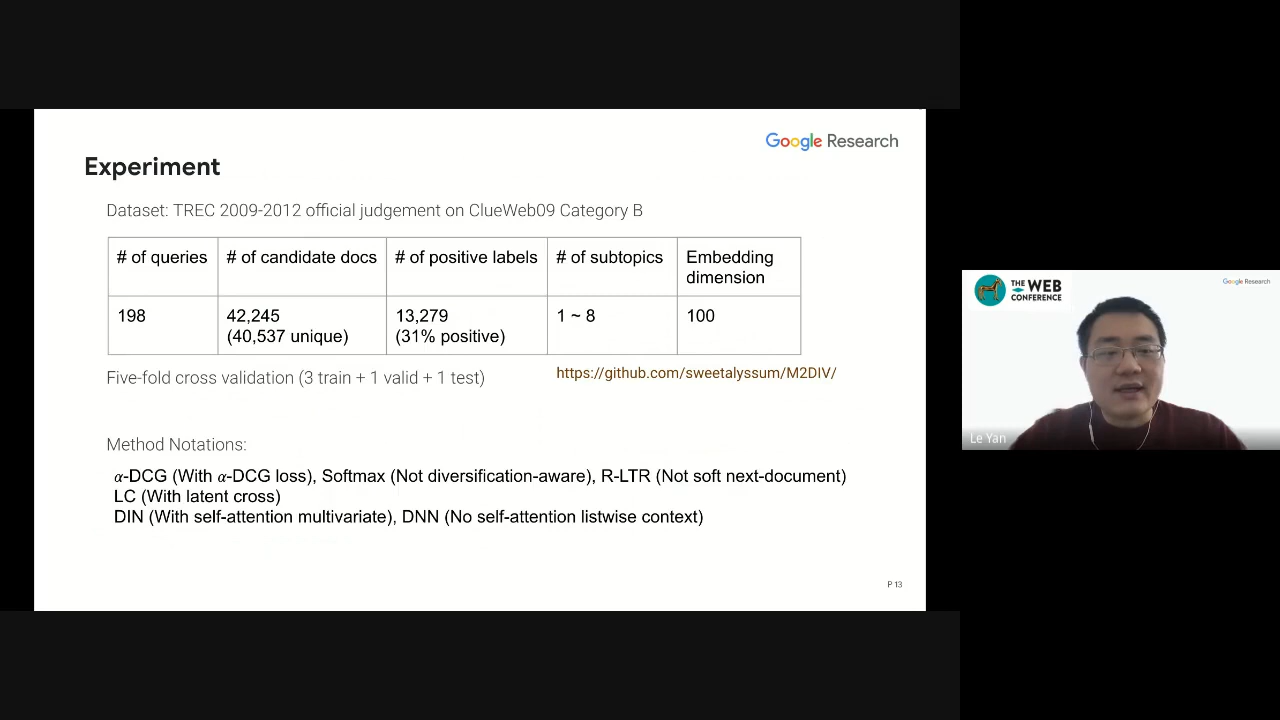 Google Research
Experiment
Dataset: TREC 2009-2012 official judgement on ClueWeb09 Category B
# of queries # of candidate docs # of positive labels # of subtopics Embedding dimension
198 42,245 (40,537 unique) 13,279 (31% positive) 1 ~ 8 100
Five-fold cross validation (3 train + 1 valid + 1 test)
https://github.com/sweetalyssum/M2DIV/
Method Notations:
α-DCG (With α-DCG loss), Softmax (Not diversification-aware), R-LTR (Not soft next-document)
LC (With latent cross)
DIN (With self-attention multivariate), DNN (No self-attention listwise context)
P 13
THE WEB
CONFERENCE
Google Research
Le Yan